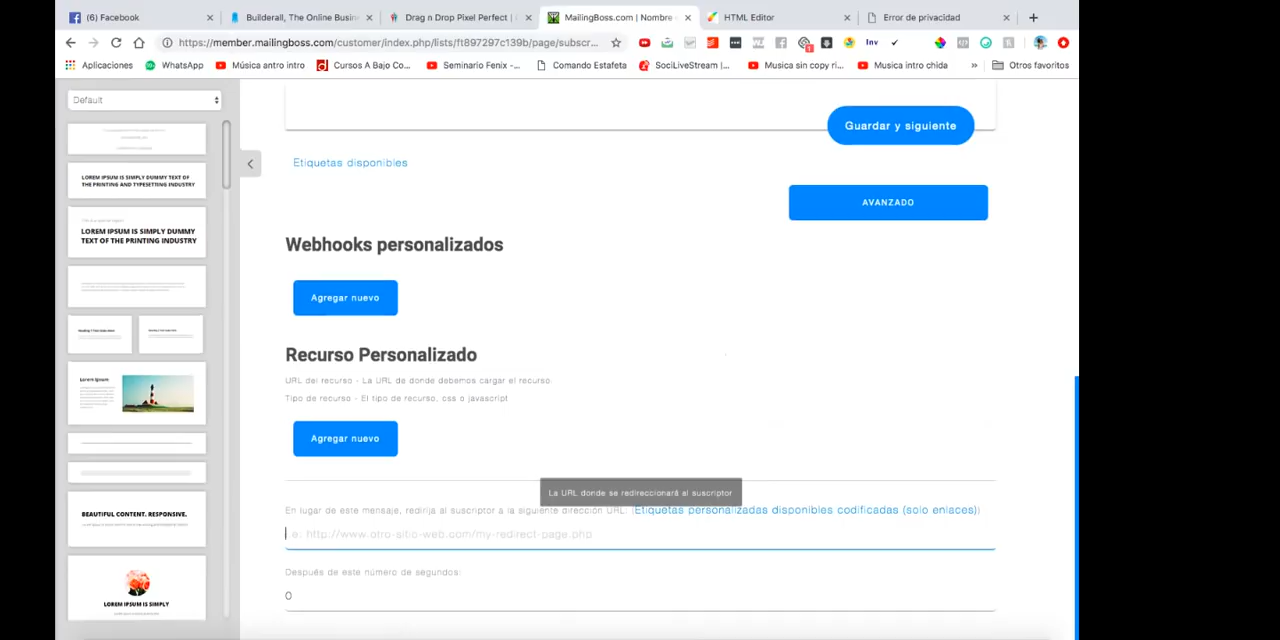 (6) Facebook
Builderall, The Online Busin
Drag n Drop Pixel Perfect |
MailingBoss.com | Nombre
HTML Editor
Error de privacidad
https://member.mailingboss.com/customer/index.php/lists/ft897297c139b/page/subscr...
Inv
Aplicaciones
WhatsApp
Música antro intro
Cursos A Bajo Co...
Seminario Fenix -...
Comando Estafeta
SociLiveStream |...
Musica sin copy ri...
Musica intro chida
»
Otros favoritos
Default
Guardar y siguiente
Etiquetas disponibles
LOREM IPSUM IS SIMPLY DUMMY TEXT OF
THE PRINTING AND TYPESETTING INDUSTRY
AVANZADO
LOREM IPSUM IS SIMPLY DUMMY
TEXT OF THE PRINTING INDUSTRY
Webhooks personalizados
Agregar nuevo
Recurso Personalizado
URL del recurso - La URL de donde debemos cargar el recurso.
Tipo de recurso - El tipo de recurso, css o javascript
Lorem Ipsum
Agregar nuevo
La URL donde se redireccionará al suscriptor
En lugar de este mensaje, redirija al suscriptor a la siguiente dirección URL: (Etiquetas personalizadas disponibles codificadas (solo enlaces))
i.e: http://www.otro-sitio-web.com/my-redirect-page.php
BEAUTIFUL CONTENT. RESPONSIVE.
Después de este número de segundos:
0
LOREM IPSUM IS SIMPLY